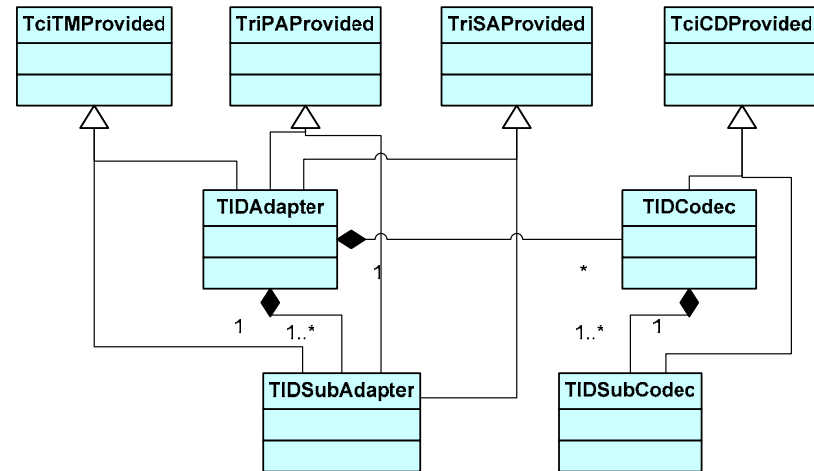 TciTMProvided
TriPAProvided
TriSAProvided
TciCDProvided
TIDAdapter
TIDCodec
1
*
1
1..*
1..*
1
TIDSubAdapter
TIDSubCodec